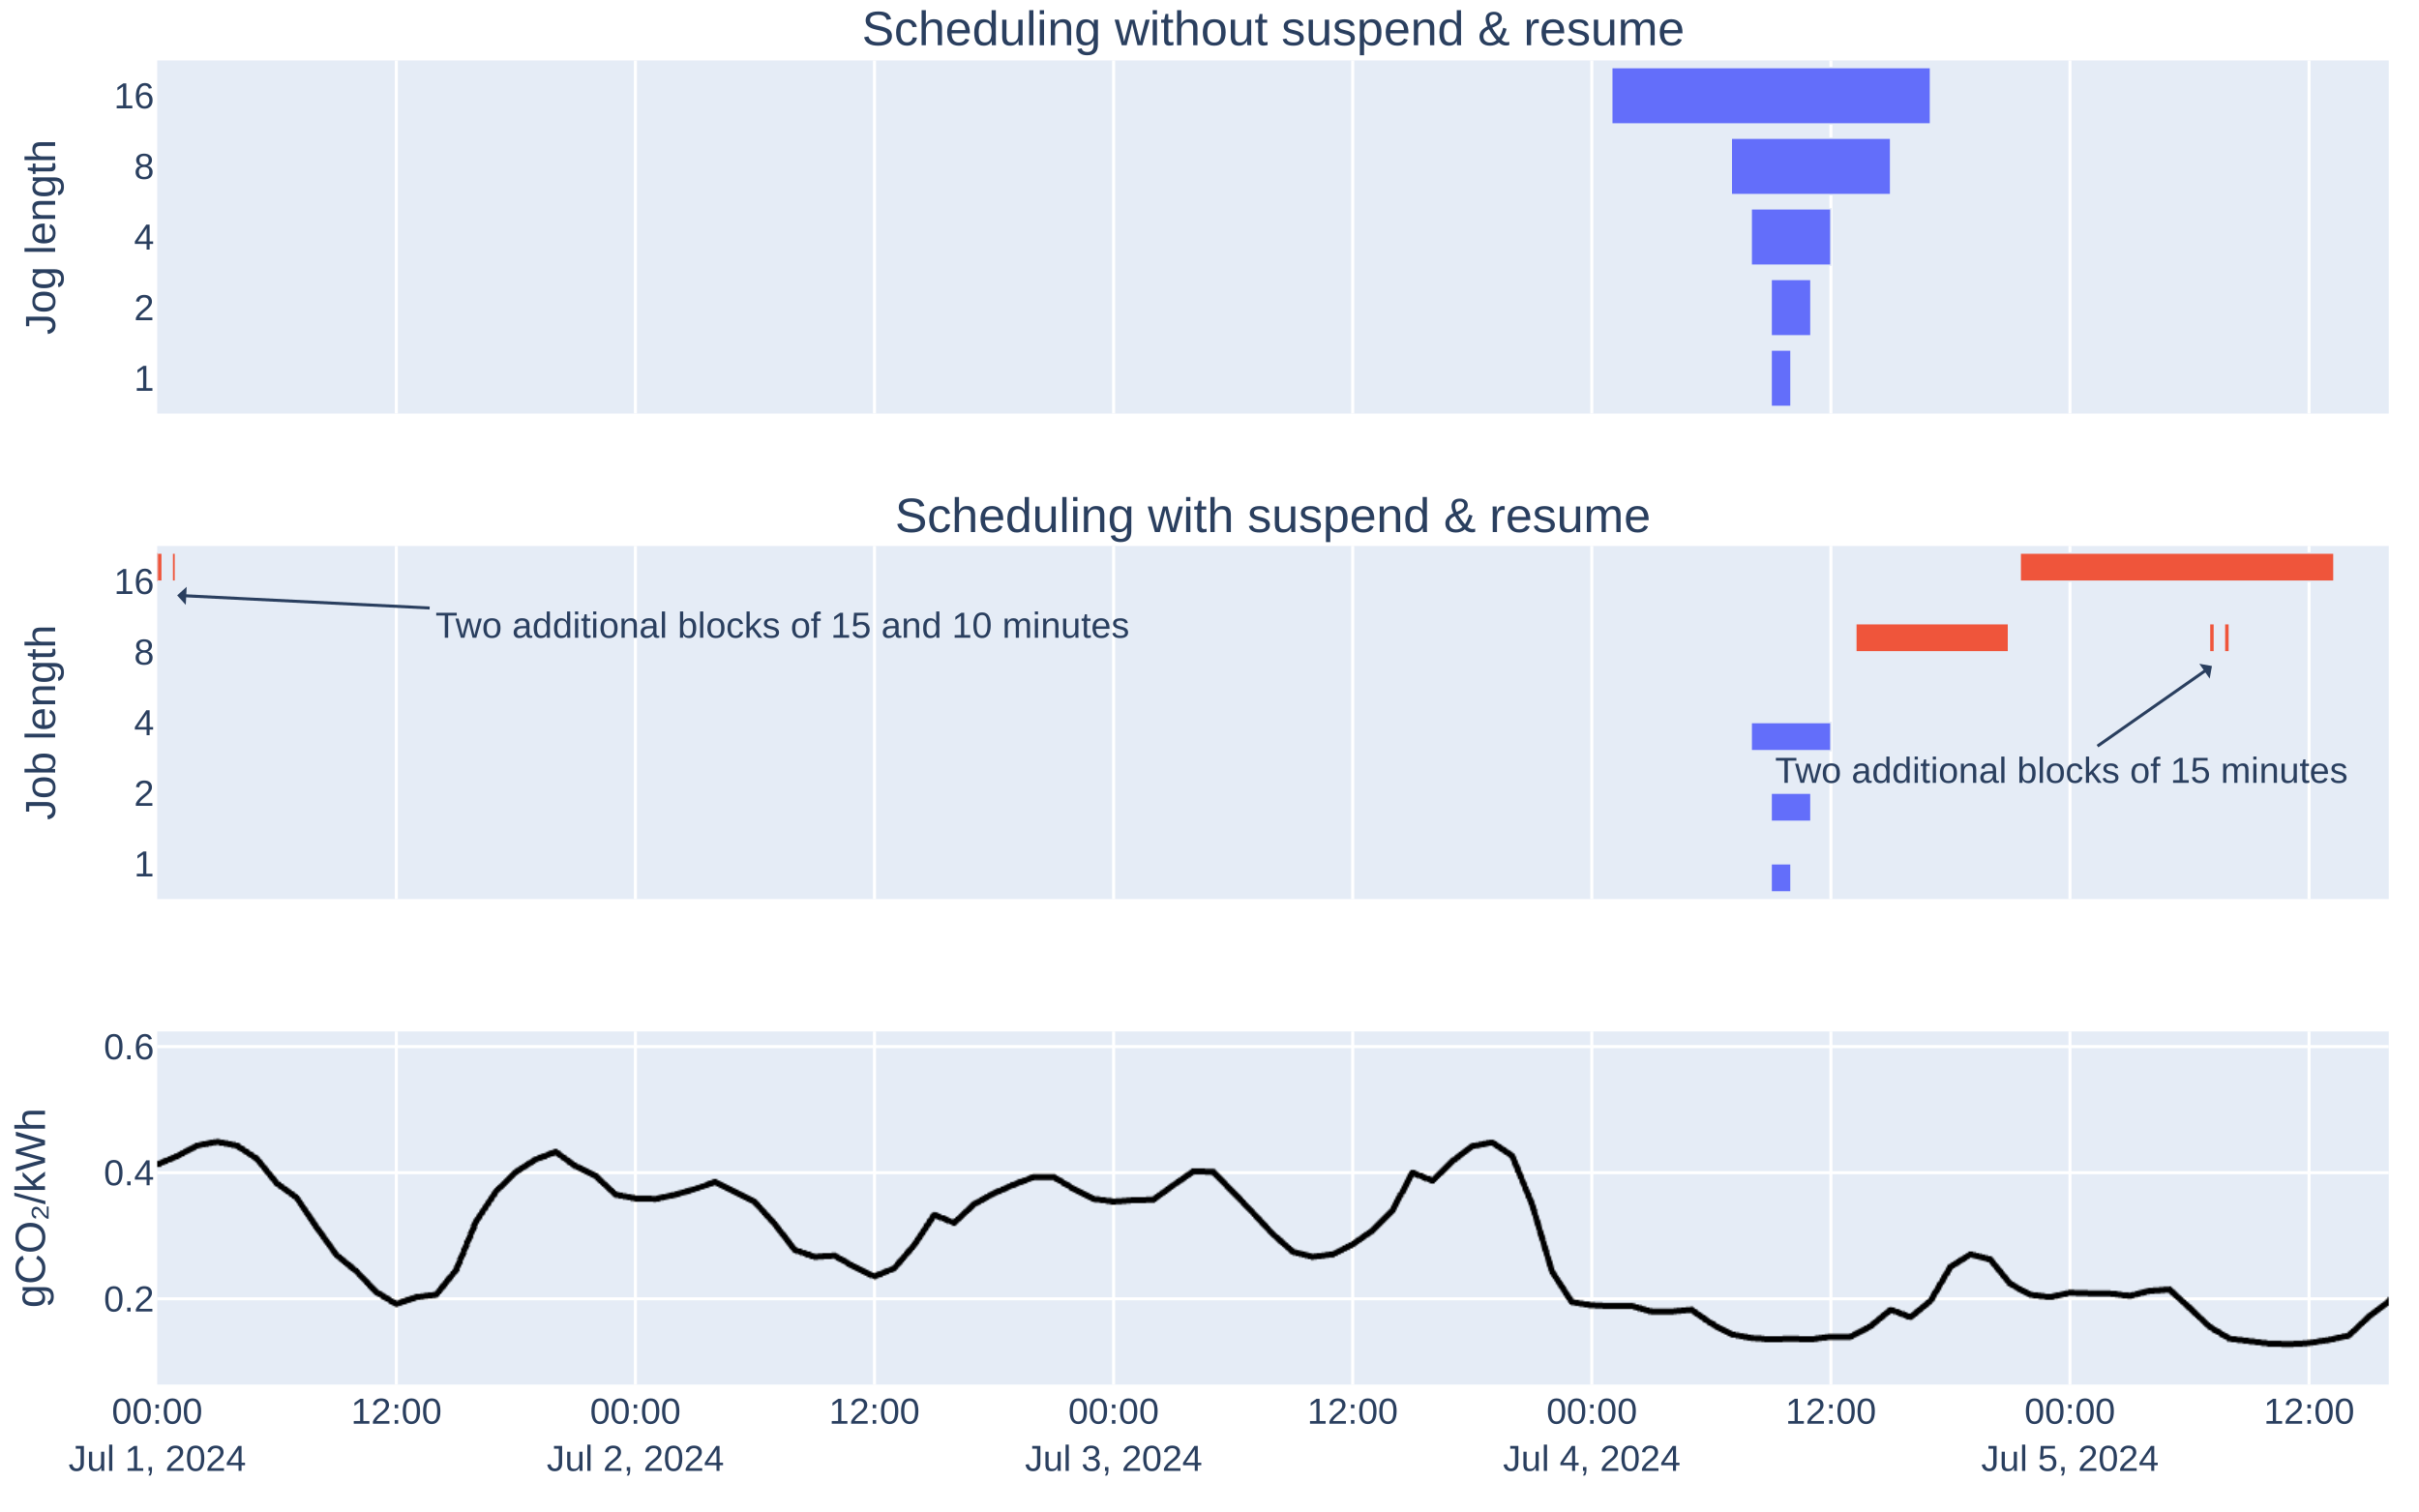 Scheduling without suspend & resume
Jog length
16
8
4
2
1
Scheduling with suspend & resume
Job length
16
8
4
2
1
Two additional blocks of 15 and 10 minutes
Two additional blocks of 15 minutes
gCO₂/kWh
0.6
0.4
0.2
00:00 12:00 00:00 12:00 00:00 12:00 00:00 12:00 00:00 12:00
Jul 1, 2024 Jul 2, 2024 Jul 3, 2024 Jul 4, 2024 Jul 5, 2024